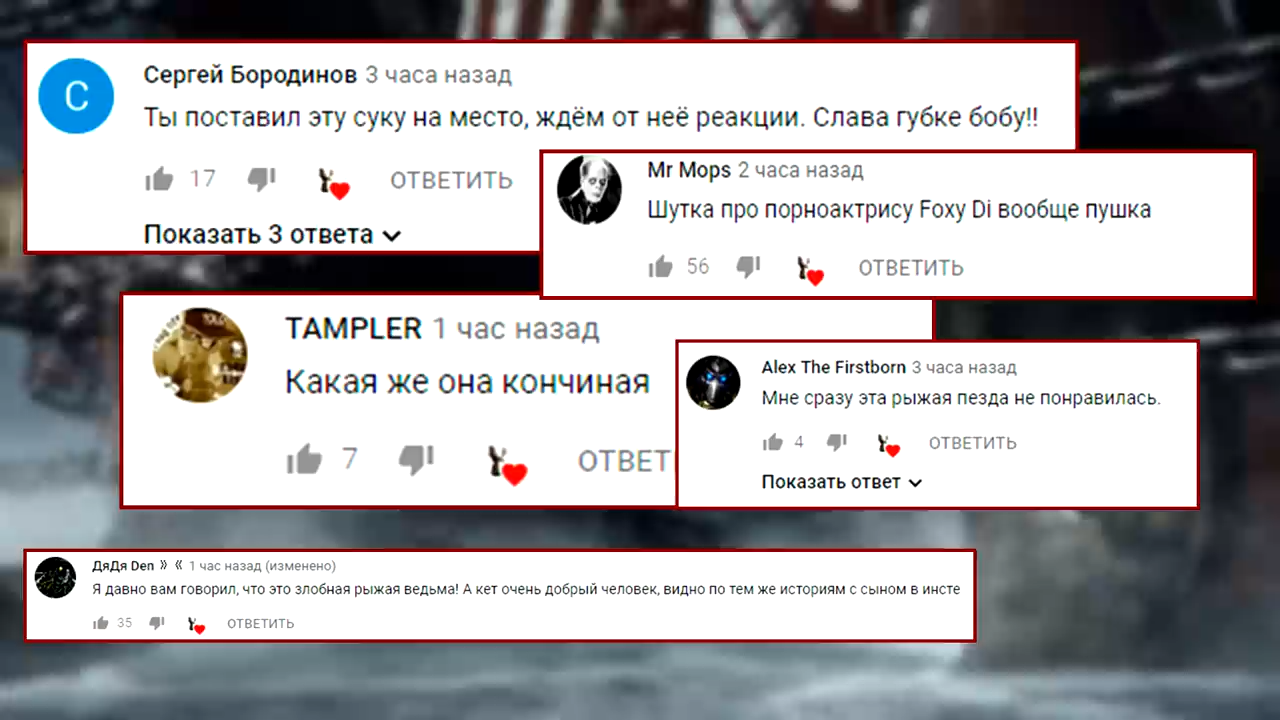 С
Сергей Бородинов 3 часа назад
Ты поставил эту суку на место, ждём от неё реакции. Слава губке бобу!!
17 ОТВЕТИТЬ
Показать 3 ответа
Mr Mops 2 часа назад
Шутка про порноактрису Foxy Di вообще пушка
56 ОТВЕТИТЬ
TAMPLER 1 час назад
Какая же она кончиная
7 ОТВЕТ
Alex The Firstborn 3 часа назад
Мне сразу эта рыжая пезда не понравилась.
4 ОТВЕТИТЬ
Показать ответ
ДяДя Den 》《 1 час назад (изменено)
Я давно вам говорил, что это злобная рыжая ведьма! А кет очень добрый человек, видно по тем же историям с сыном в инсте
35 ОТВЕТИТЬ